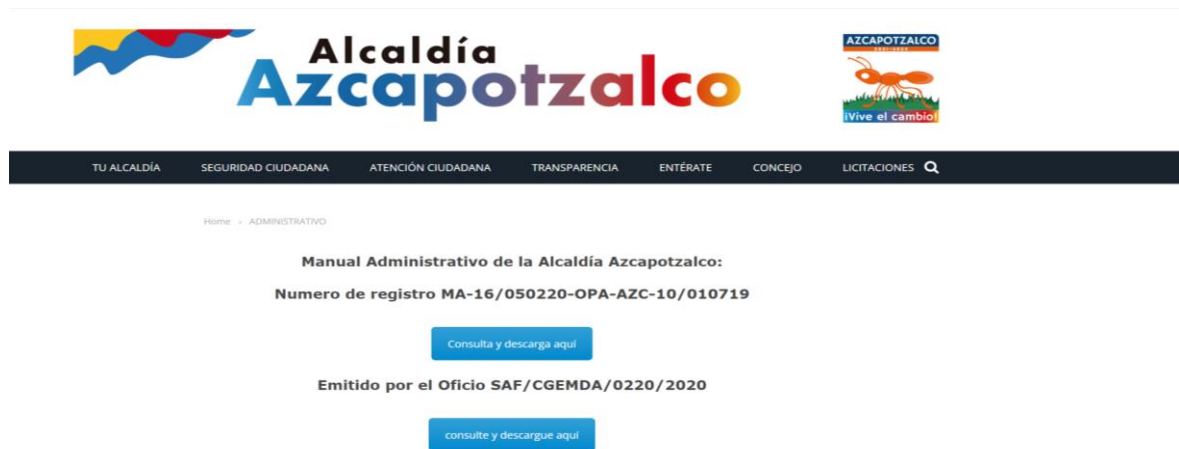 Alcaldía
Azcapotzalco
AZCAPOTZALCO
¡Vive el cambio!
TU ALCALDÍA SEGURIDAD CIUDADANA ATENCIÓN CIUDADANA TRANSPARENCIA ENTÉRATE CONCEJO LICITACIONES
Home > ADMINISTRATIVO
Manual Administrativo de la Alcaldía Azcapotzalco:
Numero de registro MA-16/050220-OPA-AZC-10/010719
Consulta y descarga aquí
Emitido por el Oficio SAF/CGEMDA/0220/2020
consulte y descargue aquí